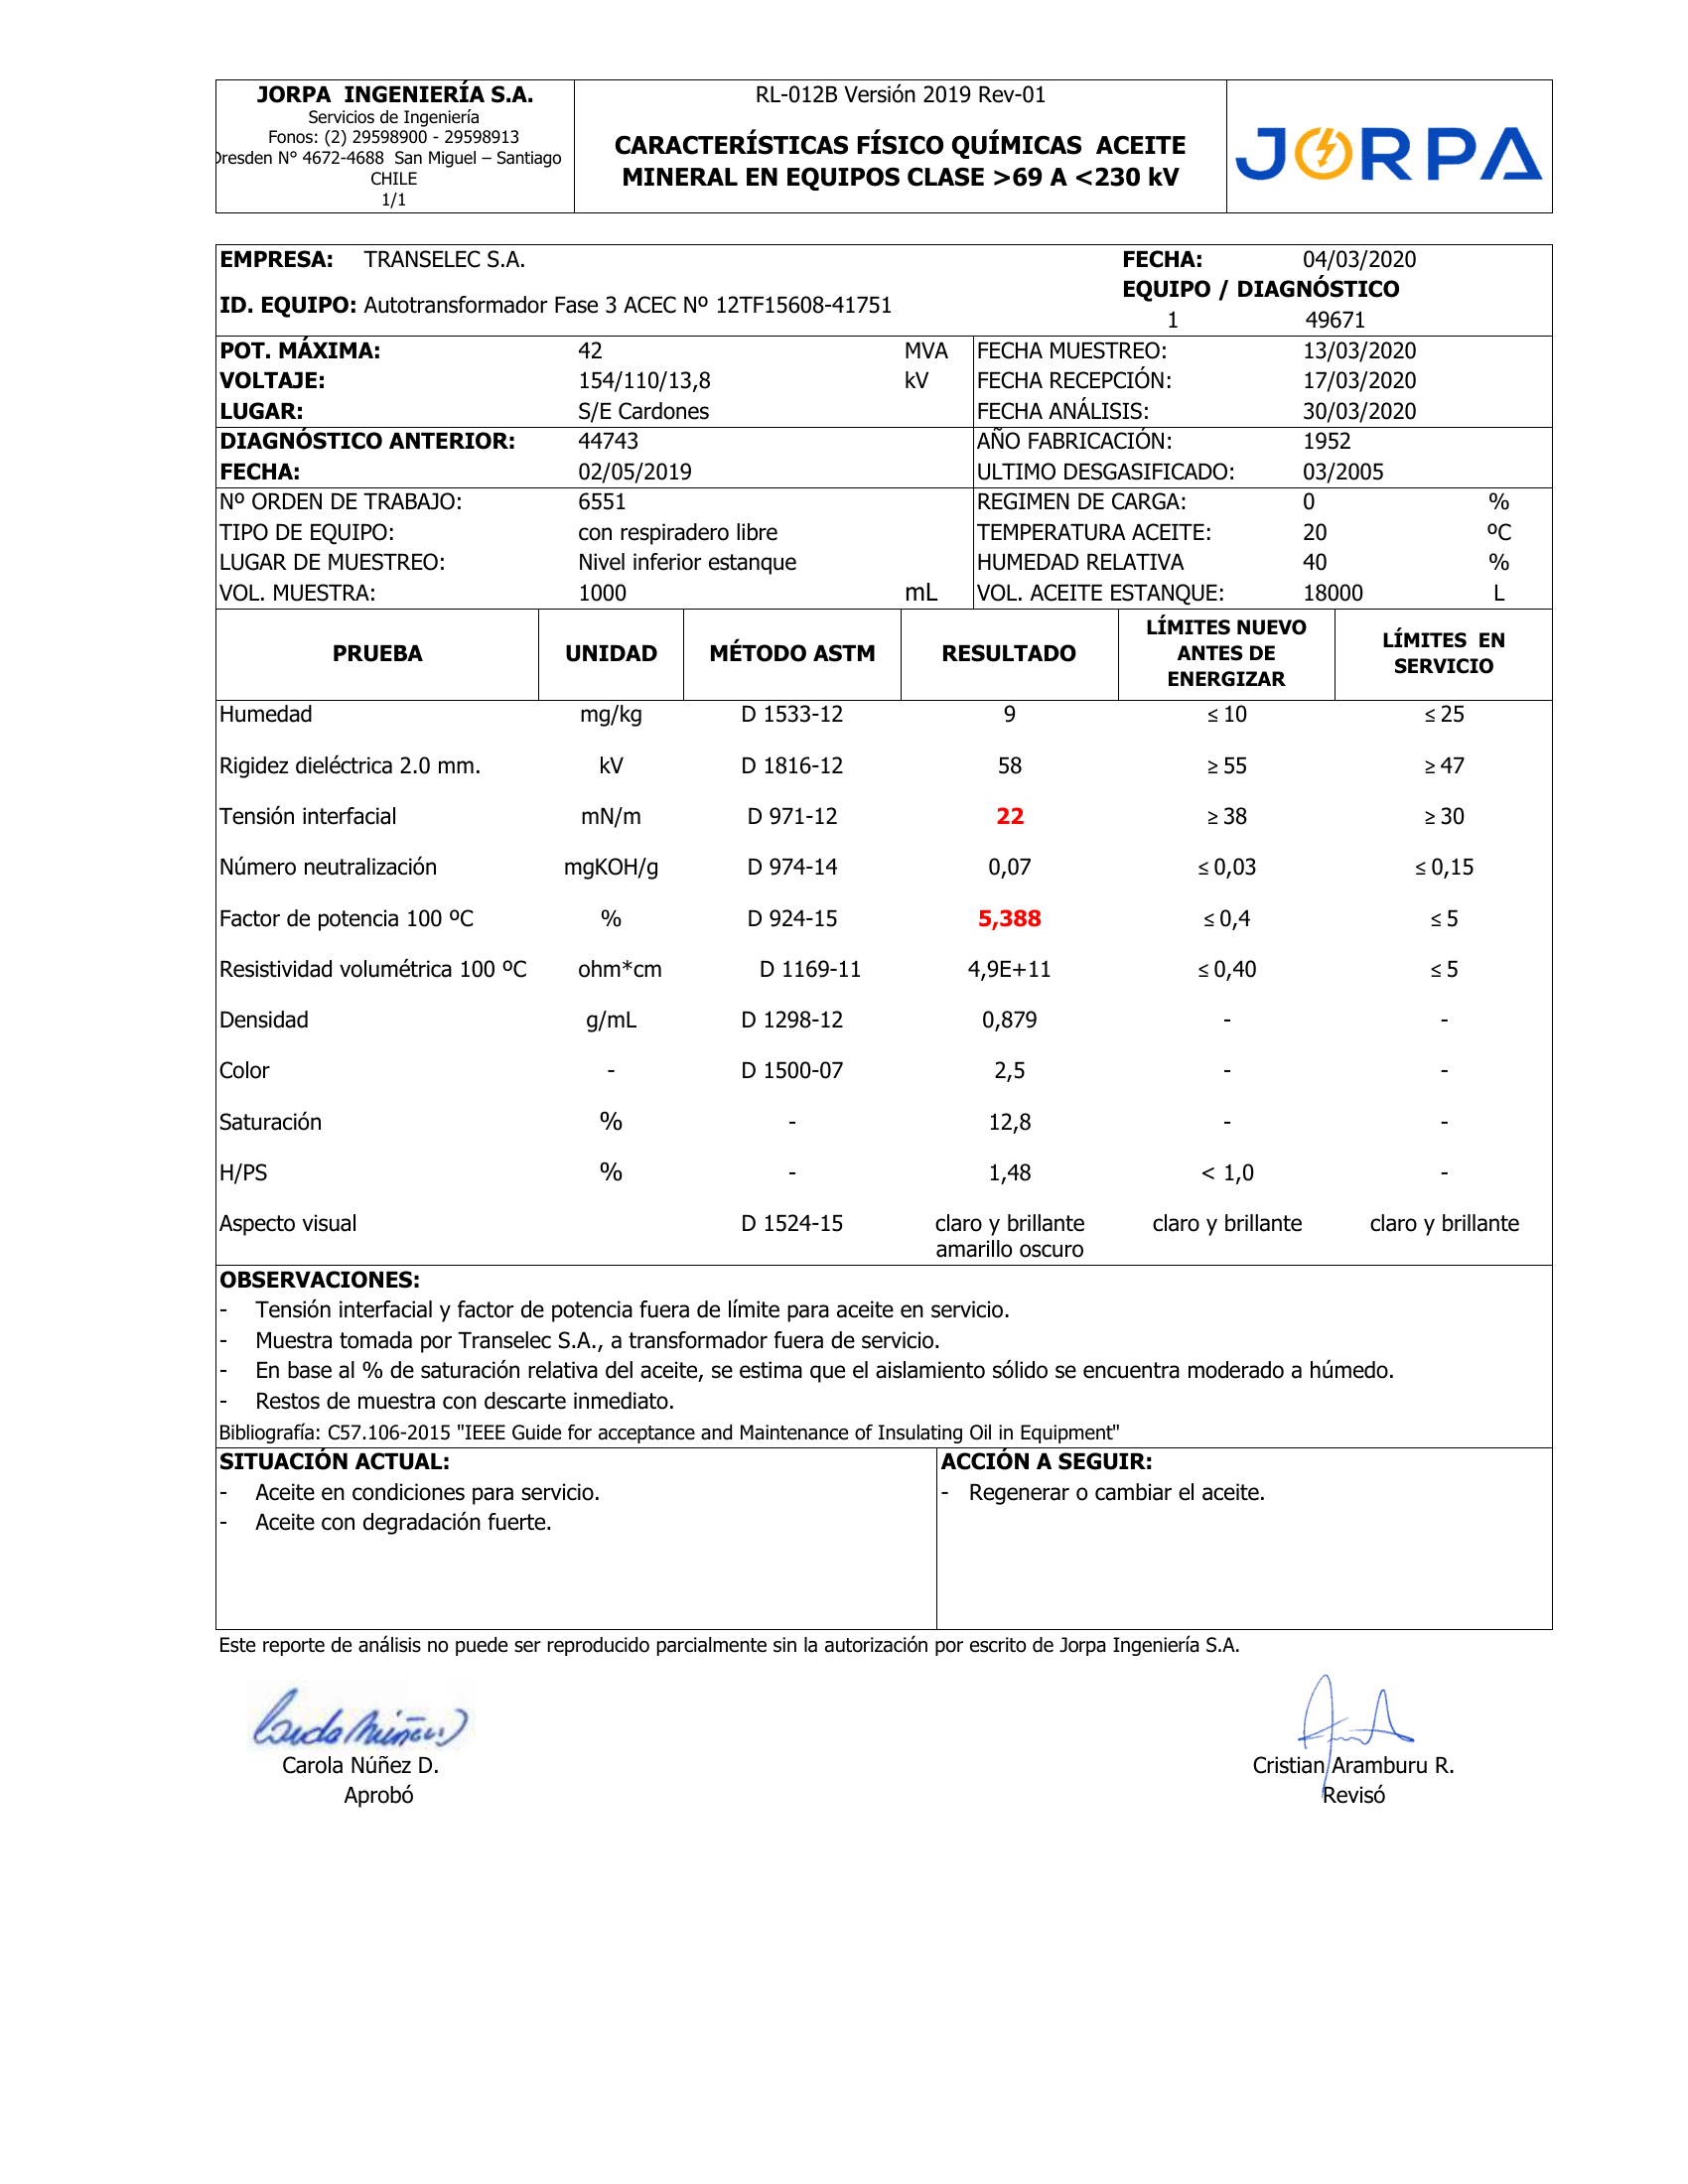 JORPA  INGENIERÍA S.A.
Servicios de Ingeniería
Fonos: (2) 29598900 - 29598913
Dresden N° 4672-4688  San Miguel – Santiago
CHILE
1/1
RL-012B Versión 2019 Rev-01
CARACTERÍSTICAS FÍSICO QUÍMICAS  ACEITE
MINERAL EN EQUIPOS CLASE >69 A <230 kV
JORPA
EMPRESA: TRANSELEC S.A. FECHA: 04/03/2020
EQUIPO / DIAGNÓSTICO
ID. EQUIPO: Autotransformador Fase 3 ACEC Nº 12TF15608-41751
1 49671
POT. MÁXIMA: 42 MVA FECHA MUESTREO: 13/03/2020
VOLTAJE: 154/110/13,8 kV FECHA RECEPCIÓN: 17/03/2020
LUGAR: S/E Cardones FECHA ANÁLISIS: 30/03/2020
DIAGNÓSTICO ANTERIOR: 44743 AÑO FABRICACIÓN: 1952
FECHA: 02/05/2019 ULTIMO DESGASIFICADO: 03/2005
Nº ORDEN DE TRABAJO: 6551 REGIMEN DE CARGA: 0 %
TIPO DE EQUIPO: con respiradero libre TEMPERATURA ACEITE: 20 ºC
LUGAR DE MUESTREO: Nivel inferior estanque HUMEDAD RELATIVA 40 %
VOL. MUESTRA: 1000 mL VOL. ACEITE ESTANQUE: 18000 L
PRUEBA UNIDAD MÉTODO ASTM RESULTADO LÍMITES NUEVO ANTES DE ENERGIZAR LÍMITES  EN SERVICIO
Humedad mg/kg D 1533-12 9 ≤ 10 ≤ 25
Rigidez dieléctrica 2.0 mm. kV D 1816-12 58 ≥ 55 ≥ 47
Tensión interfacial mN/m D 971-12 22 ≥ 38 ≥ 30
Número neutralización mgKOH/g D 974-14 0,07 ≤ 0,03 ≤ 0,15
Factor de potencia 100 ºC % D 924-15 5,388 ≤ 0,4 ≤ 5
Resistividad volumétrica 100 ºC ohm*cm D 1169-11 4,9E+11 ≤ 0,40 ≤ 5
Densidad g/mL D 1298-12 0,879 - -
Color - D 1500-07 2,5 - -
Saturación % - 12,8 - -
H/PS % - 1,48 < 1,0 -
Aspecto visual D 1524-15 claro y brillante claro y brillante claro y brillante
amarillo oscuro
OBSERVACIONES:
- Tensión interfacial y factor de potencia fuera de límite para aceite en servicio.
- Muestra tomada por Transelec S.A., a transformador fuera de servicio.
- En base al % de saturación relativa del aceite, se estima que el aislamiento sólido se encuentra moderado a húmedo.
- Restos de muestra con descarte inmediato.
Bibliografía: C57.106-2015 "IEEE Guide for acceptance and Maintenance of Insulating Oil in Equipment"
SITUACIÓN ACTUAL: ACCIÓN A SEGUIR:
- Aceite en condiciones para servicio. - Regenerar o cambiar el aceite.
- Aceite con degradación fuerte.
Este reporte de análisis no puede ser reproducido parcialmente sin la autorización por escrito de Jorpa Ingeniería S.A.
Carola Núñez D. Cristian Aramburu R.
Aprobó Revisó